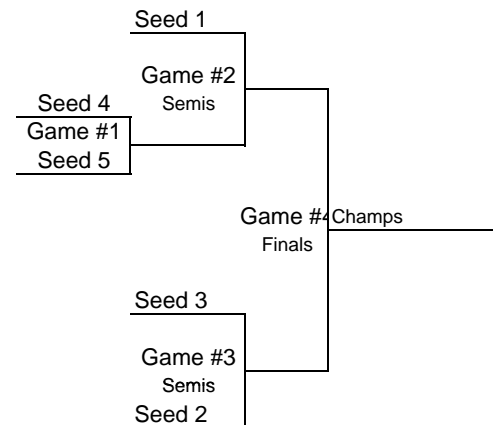 Seed 1
Game #2
Semis
Seed 4
Game #1
Seed 5
Game #4
Champs
Finals
Seed 3
Game #3
Semis
Seed 2